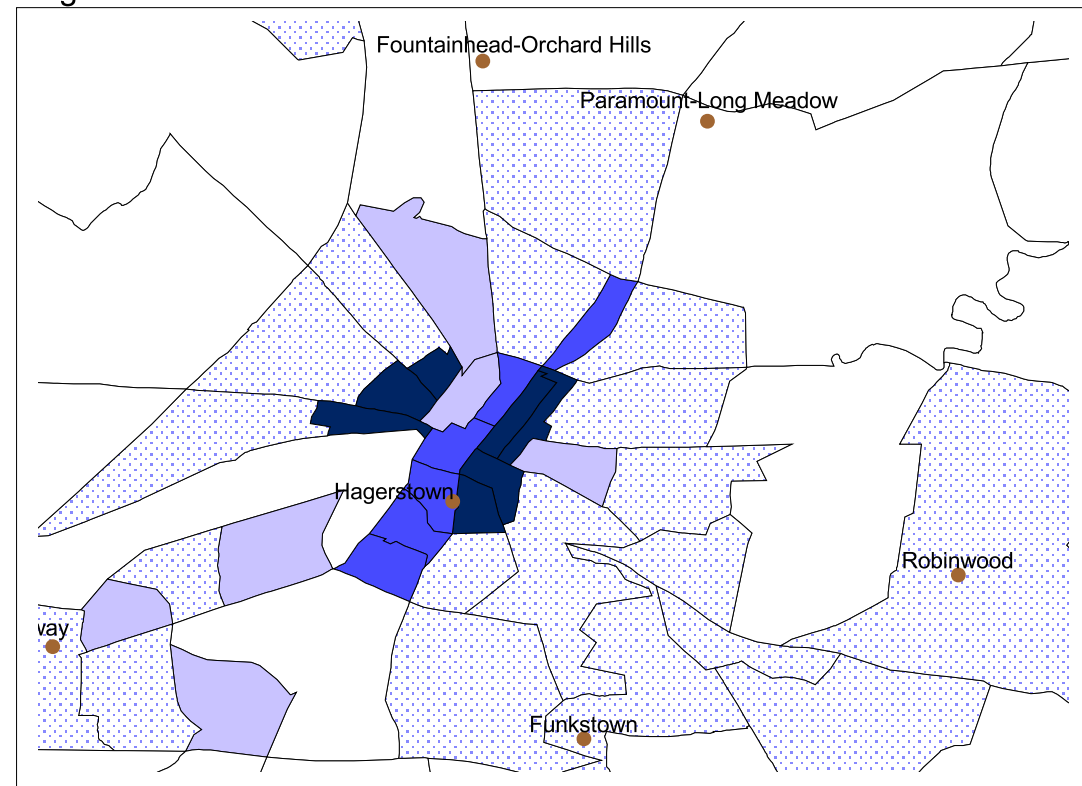 Fountainhead-Orchard Hills
Paramount-Long Meadow
Hagerstown
Robinwood
way
Funkstown